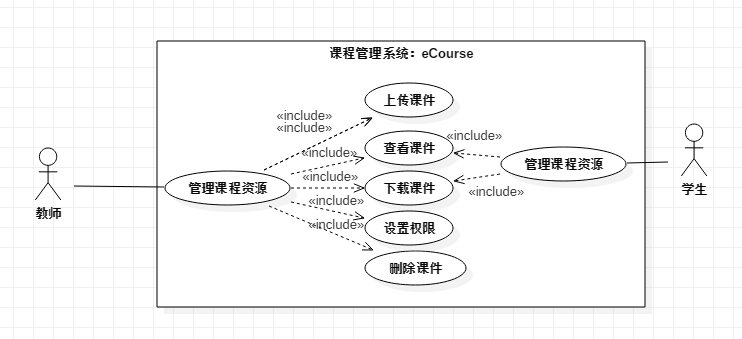 课程管理系统：eCourse
上传课件
«include»
«include»
查看课件
«include»
«include»
管理课程资源
管理课程资源
«include»
下载课件
«include»
教师
学生
«include»
设置权限
«include»
删除课件